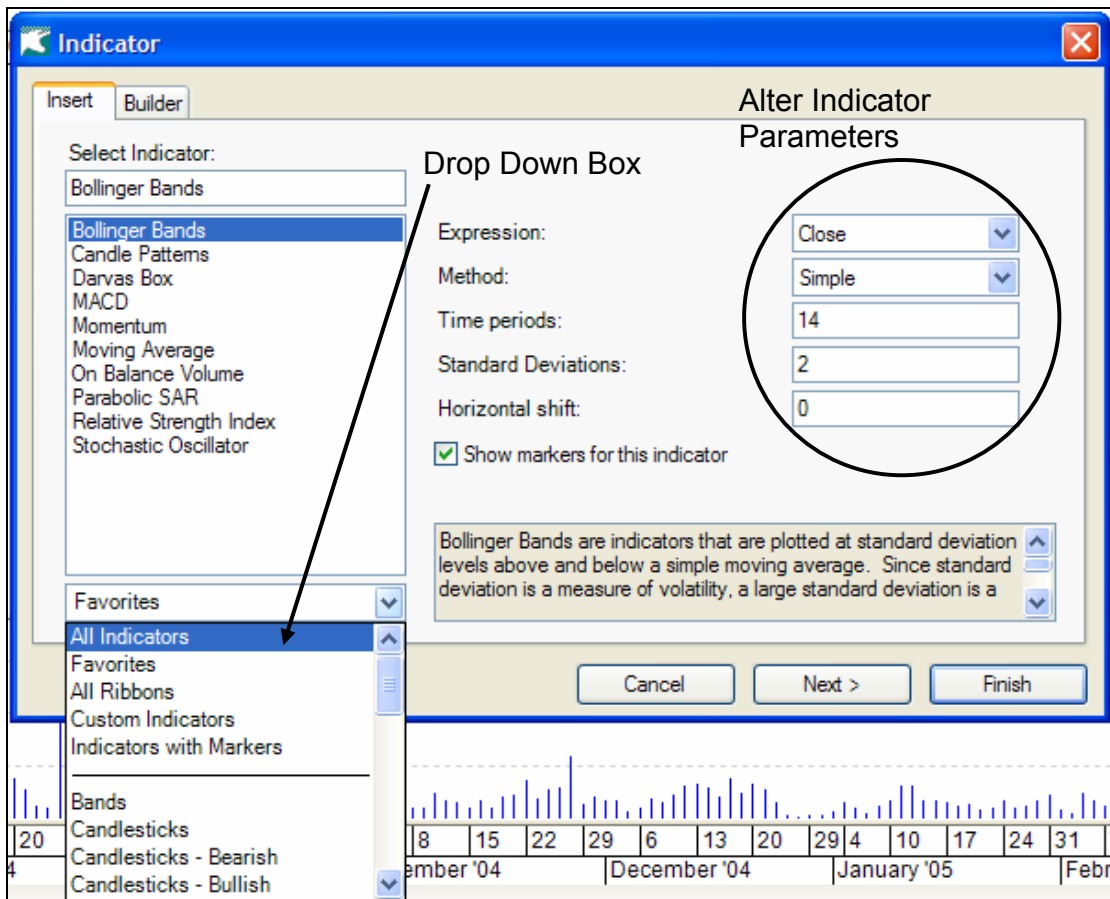 Indicator
Insert
Builder
Alter Indicator
Parameters
Select Indicator:
Drop Down Box
Bollinger Bands
Bollinger Bands
Candle Patterns
Darvas Box
MACD
Momentum
Moving Average
On Balance Volume
Parabolic SAR
Relative Strength Index
Stochastic Oscillator
Expression:
Close
Method:
Simple
Time periods:
14
Standard Deviations:
2
Horizontal shift:
0
Show markers for this indicator
Bollinger Bands are indicators that are plotted at standard deviation
levels above and below a simple moving average. Since standard
deviation is a measure of volatility, a large standard deviation is a
Favorites
All Indicators
Favorites
All Ribbons
Custom Indicators
Indicators with Markers
Bands
Candlesticks
Candlesticks - Bearish
Candlesticks - Bullish
Cancel
Next >
Finish
20 8 15 22 29 6 13 20 29 4 10 17 24 31
4 ember '04 December '04 January '05 Febr